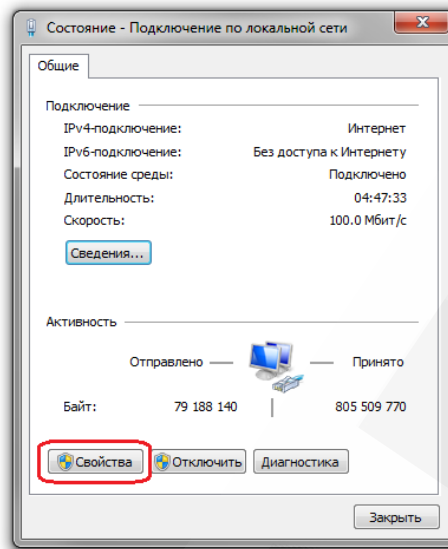 Состояние - Подключение по локальной сети
Общие
Подключение
IPv4-подключение: Интернет
IPv6-подключение: Без доступа к Интернету
Состояние среды: Подключено
Длительность: 04:47:33
Скорость: 100.0 Мбит/с
Сведения...
Активность
Отправлено — — Принято
Байт: 79 188 140 | 805 509 770
Свойства Отключить Диагностика
Закрыть